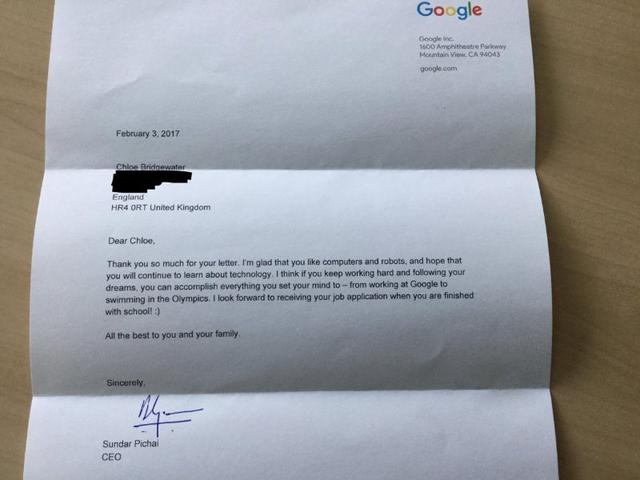 Google
Google Inc.
1600 Amphitheatre Parkway
Mountain View, CA 94043
google.com
February 3, 2017
Chloe Bridgewater
England
HR4 0RT United Kingdom
Dear Chloe,
Thank you so much for your letter. I'm glad that you like computers and robots, and hope that
you will continue to learn about technology. I think if you keep working hard and following your
dreams, you can accomplish everything you set your mind to – from working at Google to
swimming in the Olympics. I look forward to receiving your job application when you are finished
with school! :)
All the best to you and your family.
Sincerely,
Sundar Pichai
CEO